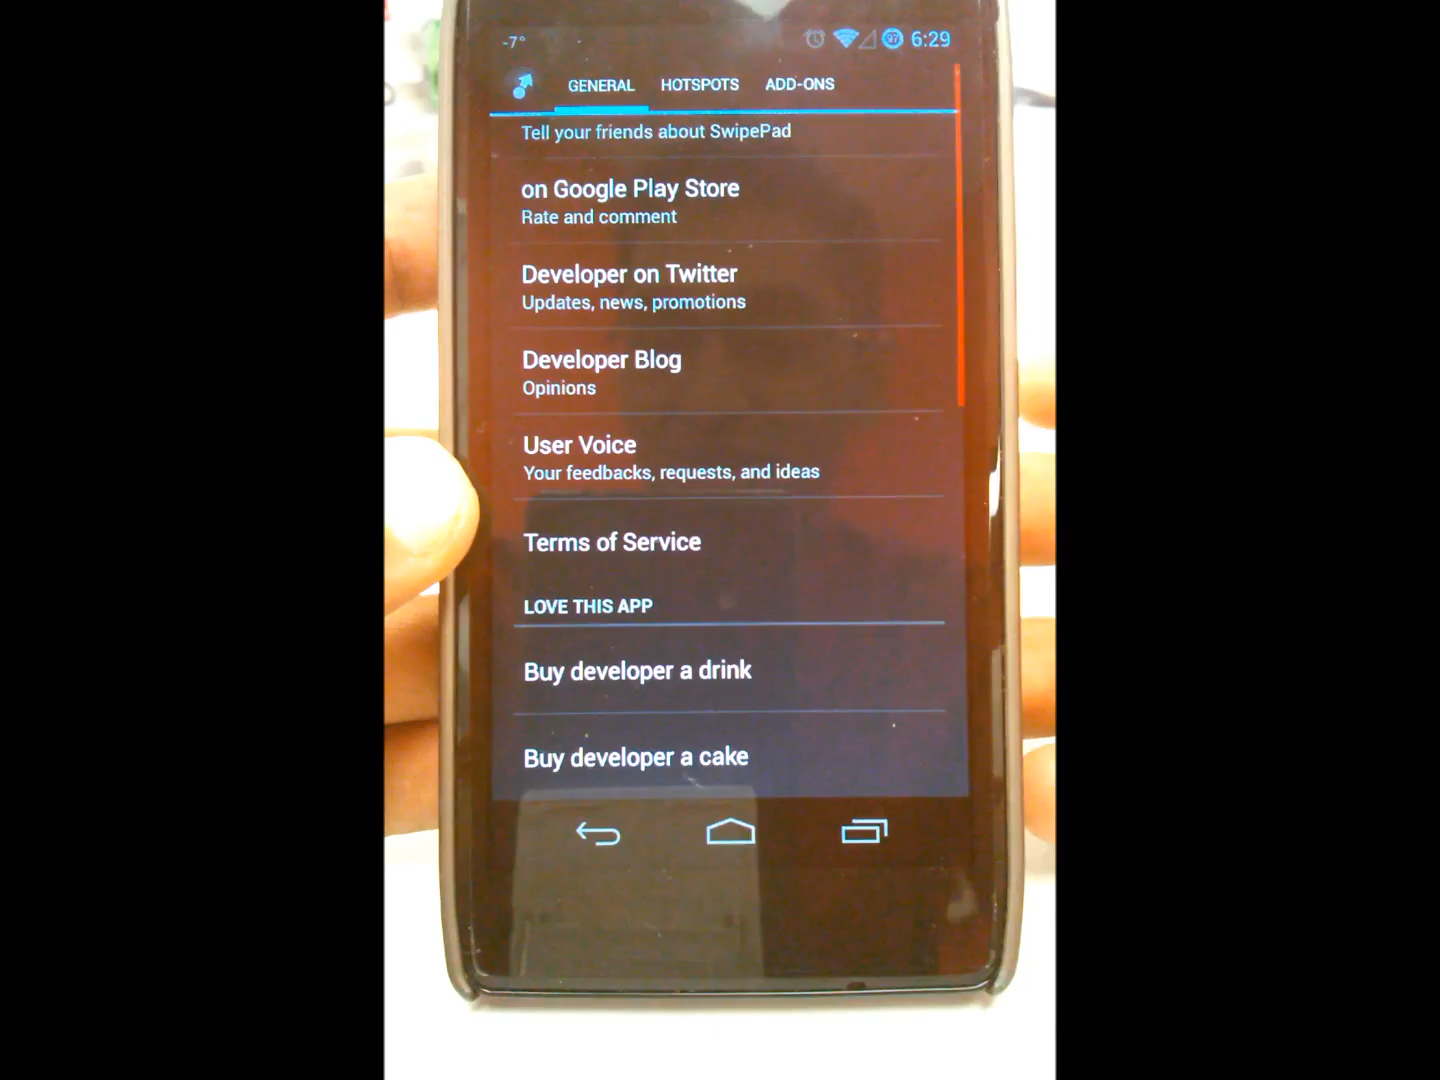 -7°
97 6:29
GENERAL HOTSPOTS ADD-ONS
Tell your friends about SwipePad
on Google Play Store
Rate and comment
Developer on Twitter
Updates, news, promotions
Developer Blog
Opinions
User Voice
Your feedbacks, requests, and ideas
Terms of Service
LOVE THIS APP
Buy developer a drink
Buy developer a cake